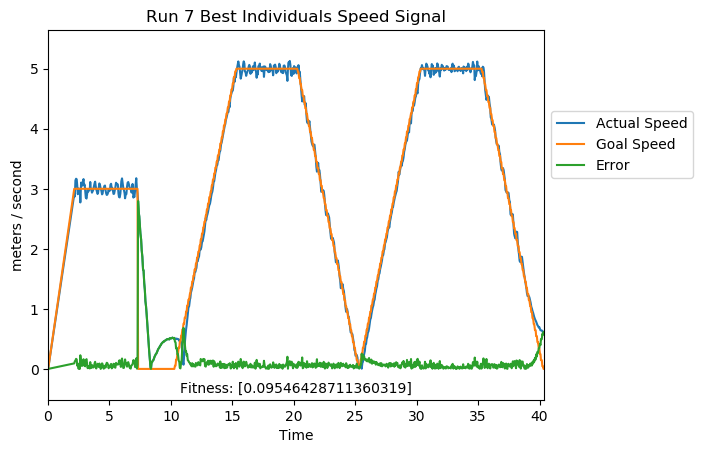 Run 7 Best Individuals Speed Signal
meters / second
5
4
3
2
1
0
Actual Speed
Goal Speed
Error
Fitness: [0.09546428711360319]
0 5 10 15 20 25 30 35 40
Time